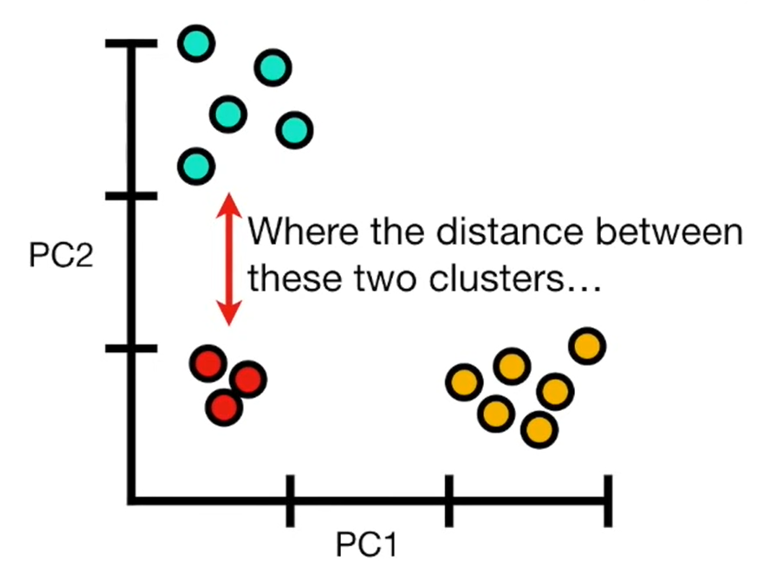 Where the distance between
these two clusters…
PC2
PC1